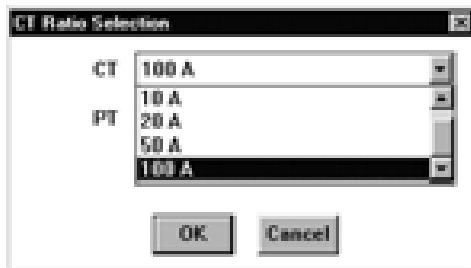 CT Ratio Selection
CT 100 A
10 A
PT 20 A
50 A
100 A
OK Cancel